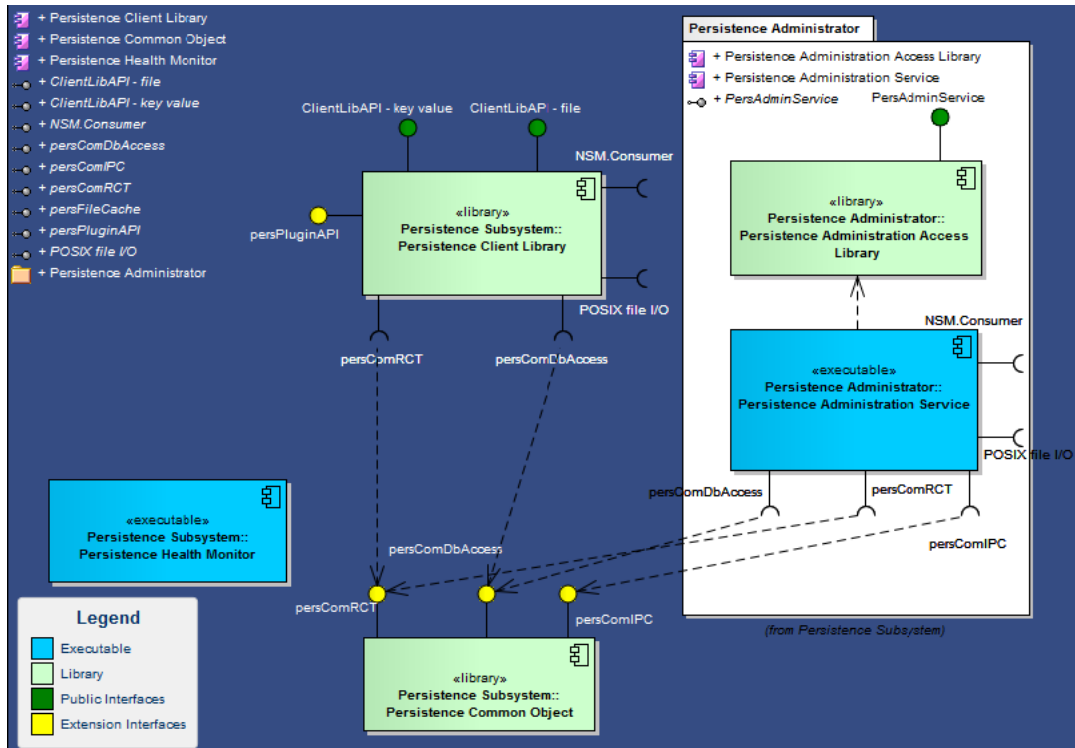 + Persistence Client Library
+ Persistence Common Object
+ Persistence Health Monitor
+ ClientLibAPI - file
+ ClientLibAPI - key value
+ NSM.Consumer
+ persComDbAccess
+ persComIPC
+ persComRCT
+ persFileCache
+ persPluginAPI
+ POSIX file I/O
+ Persistence Administrator
ClientLibAPI - key value
ClientLibAPI - file
NSM.Consumer
«library»
Persistence Subsystem::
Persistence Client Library
persPluginAPI
POSIX file I/O
persComRCT
persComDbAccess
Persistence Administrator
+ Persistence Administration Access Library
+ Persistence Administration Service
+ PersAdminService
PersAdminService
«library»
Persistence Administrator::
Persistence Administration Access
Library
NSM.Consumer
«executable»
Persistence Administrator::
Persistence Administration Service
POSIX file I/O
persComDbAccess
persComRCT
persComIPC
(from Persistence Subsystem)
«executable»
Persistence Subsystem::
Persistence Health Monitor
persComDbAccess
persComRCT
persComIPC
«library»
Persistence Subsystem::
Persistence Common Object
Legend
Executable
Library
Public Interfaces
Extension Interfaces